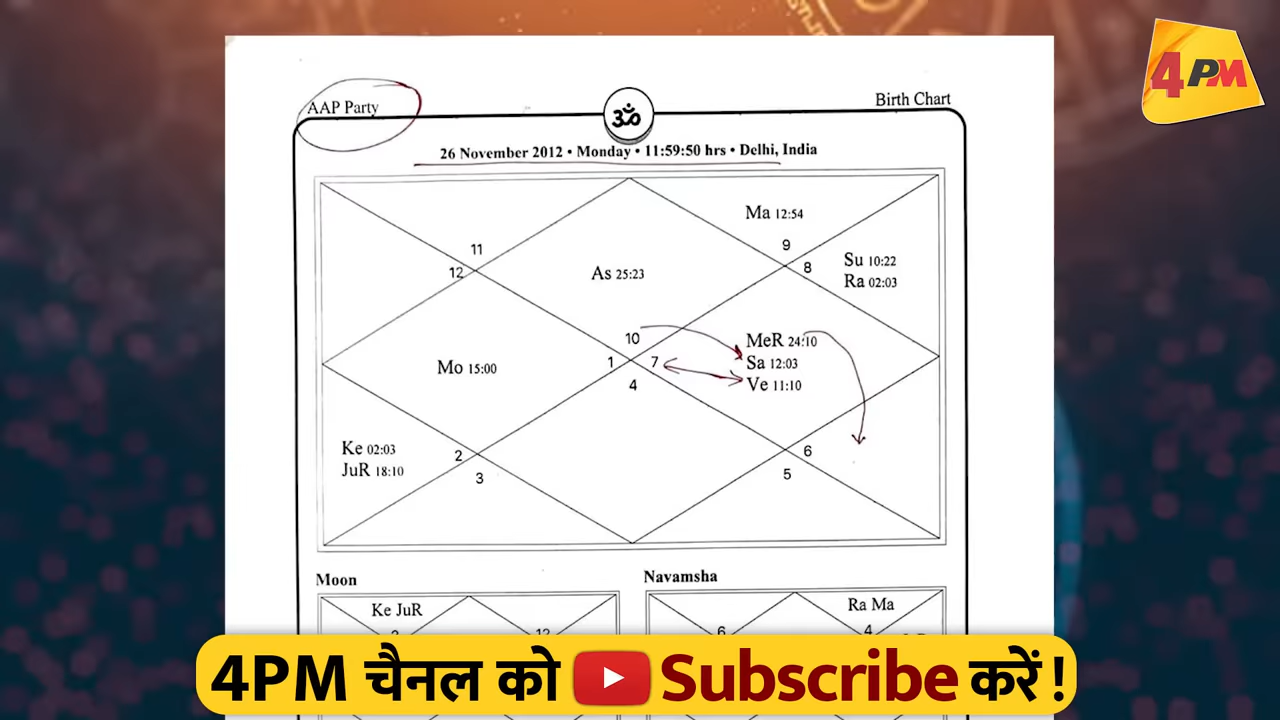 4PM
AAP Party
ॐ
Birth Chart
26 November 2012 • Monday • 11:59:50 hrs • Delhi, India
Ma 12:54
11
9
12
As 25:23
8
Su 10:22
Ra 02:03
10
MeR 24:10
1
7
Sa 12:03
Mo 15:00
4
Ve 11:10
Ke 02:03
JuR 18:10
2
3
6
5
Moon
Navamsha
Ke JuR
Ra Ma
12
6
4
4PM चैनल को Subscribe करें !